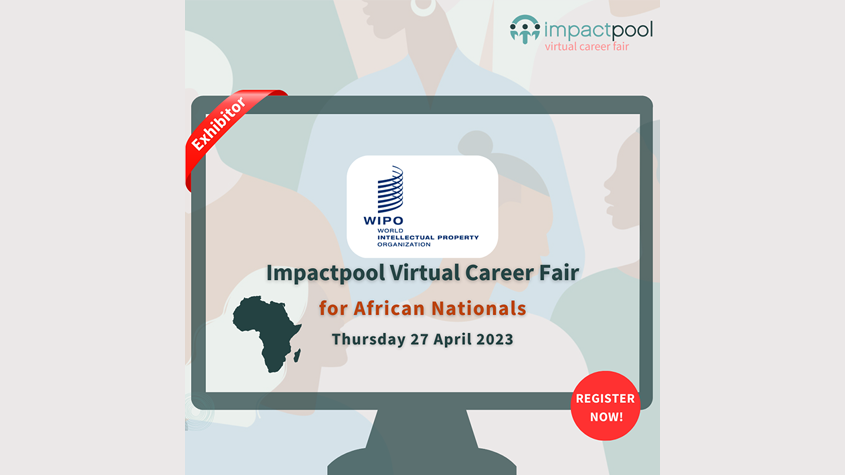 impactpool
virtual career fair
Exhibitor
WIPO
WORLD
INTELLECTUAL PROPERTY
ORGANIZATION
Impactpool Virtual Career Fair
for African Nationals
Thursday 27 April 2023
REGISTER
NOW!